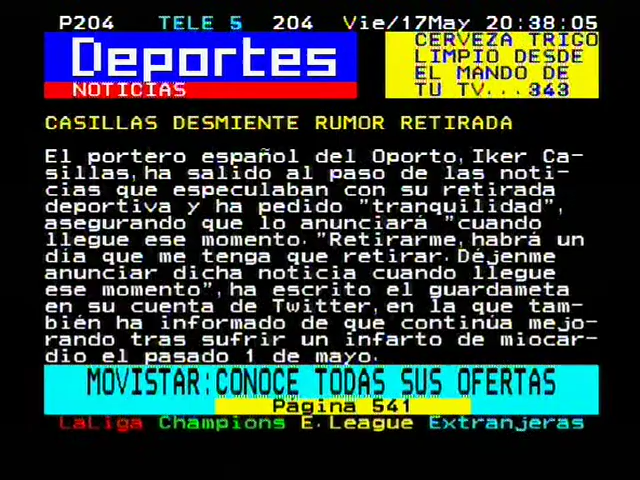 P204 TELE 5 204 Vie/17May 20:38:05
Deportes
NOTICIAS
CERVEZA TRIGO
LIMPIO DESDE
EL MANDO DE
TU TV...343
CASILLAS DESMIENTE RUMOR RETIRADA
El portero español del Oporto,Iker Ca-
sillas,ha salido al paso de las noti-
cias que especulaban con su retirada
deportiva y ha pedido "tranquilidad",
asegurando que lo anunciará "cuando
llegue ese momento."Retirarme,habrá un
día que me tenga que retirar.Déjenme
anunciar dicha noticia cuando llegue
ese momento",ha escrito el guardameta
en su cuenta de Twitter,en la que tam-
bién ha informado de que continúa mejo-
rando tras sufrir un infarto de miocar-
dio el pasado 1 de mayo.
MOVISTAR:CONOCE TODAS SUS OFERTAS
Pagina 541
LaLiga Champions E.League Extranjeras